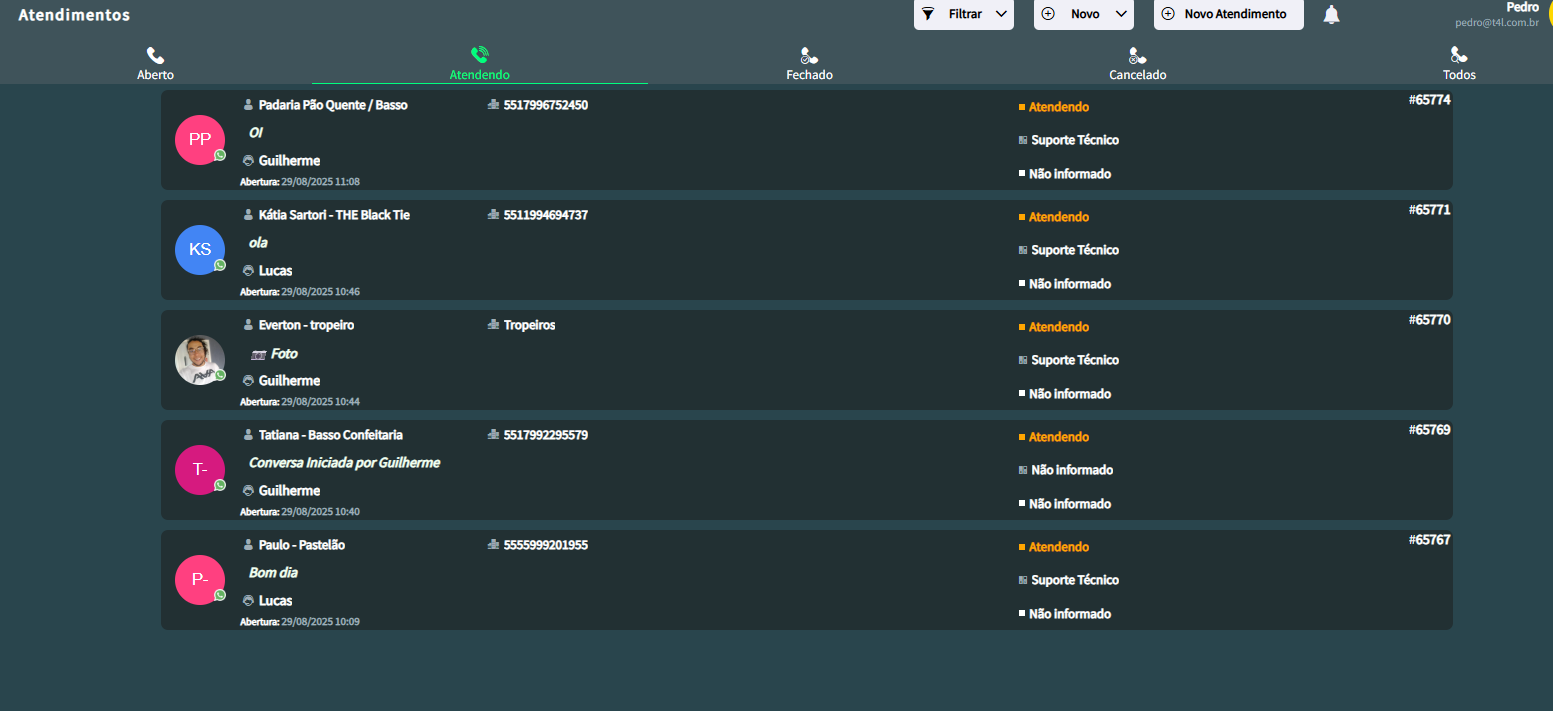 Atendimentos
Filtrar
Novo
Novo Atendimento
Pedro
pedro@t4l.com.br
Aberto
Atendendo
Fechado
Cancelado
Todos
PP
Padaria Pão Quente / Basso
5517996752450
Atendendo
#65774
OI
Suporte Técnico
Guilherme
Não informado
Abertura: 29/08/2025 11:08
KS
Kátia Sartori - THE Black Tie
5511994694737
Atendendo
#65771
ola
Suporte Técnico
Lucas
Não informado
Abertura: 29/08/2025 10:46
Everton - tropeiro
Tropeiros
Atendendo
#65770
Foto
Suporte Técnico
Guilherme
Não informado
Abertura: 29/08/2025 10:44
T-
Tatiana - Basso Confeitaria
5517992295579
Atendendo
#65769
Conversa Iniciada por Guilherme
Não informado
Guilherme
Não informado
Abertura: 29/08/2025 10:40
P-
Paulo - Pastelão
5555999201955
Atendendo
#65767
Bom dia
Suporte Técnico
Lucas
Não informado
Abertura: 29/08/2025 10:09